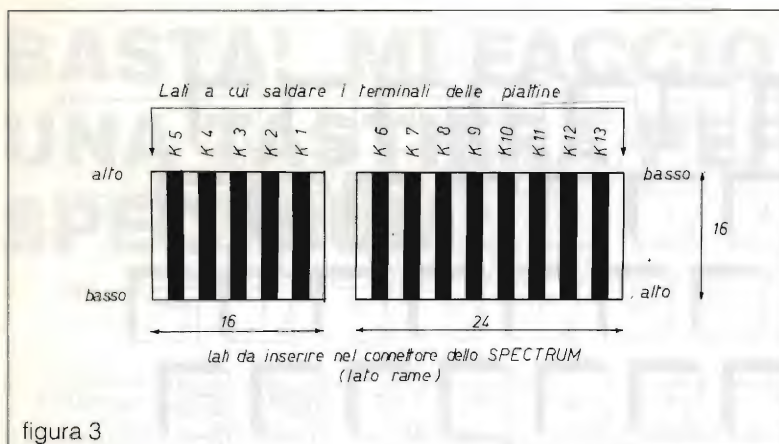 Lati a cui saldare i terminali delle piattine
K5 K4 K3 K2 K1 K6 K7 K8 K9 K10 K11 K12 K13
alto basso
16
basso alto
16 24
lati da inserire nel connettore dello SPECTRUM
(lato rame)
figura 3